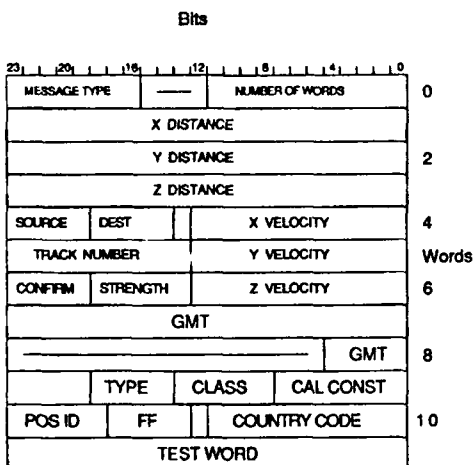 Bits
23 20 16 12 8 4 0
MESSAGE TYPE NUMBER OF WORDS 0
X DISTANCE
Y DISTANCE 2
Z DISTANCE
SOURCE DEST X VELOCITY 4
TRACK NUMBER Y VELOCITY Words
CONFIRM STRENGTH Z VELOCITY 6
GMT
GMT 8
TYPE CLASS CAL CONST
POS ID FF COUNTRY CODE 10
TEST WORD